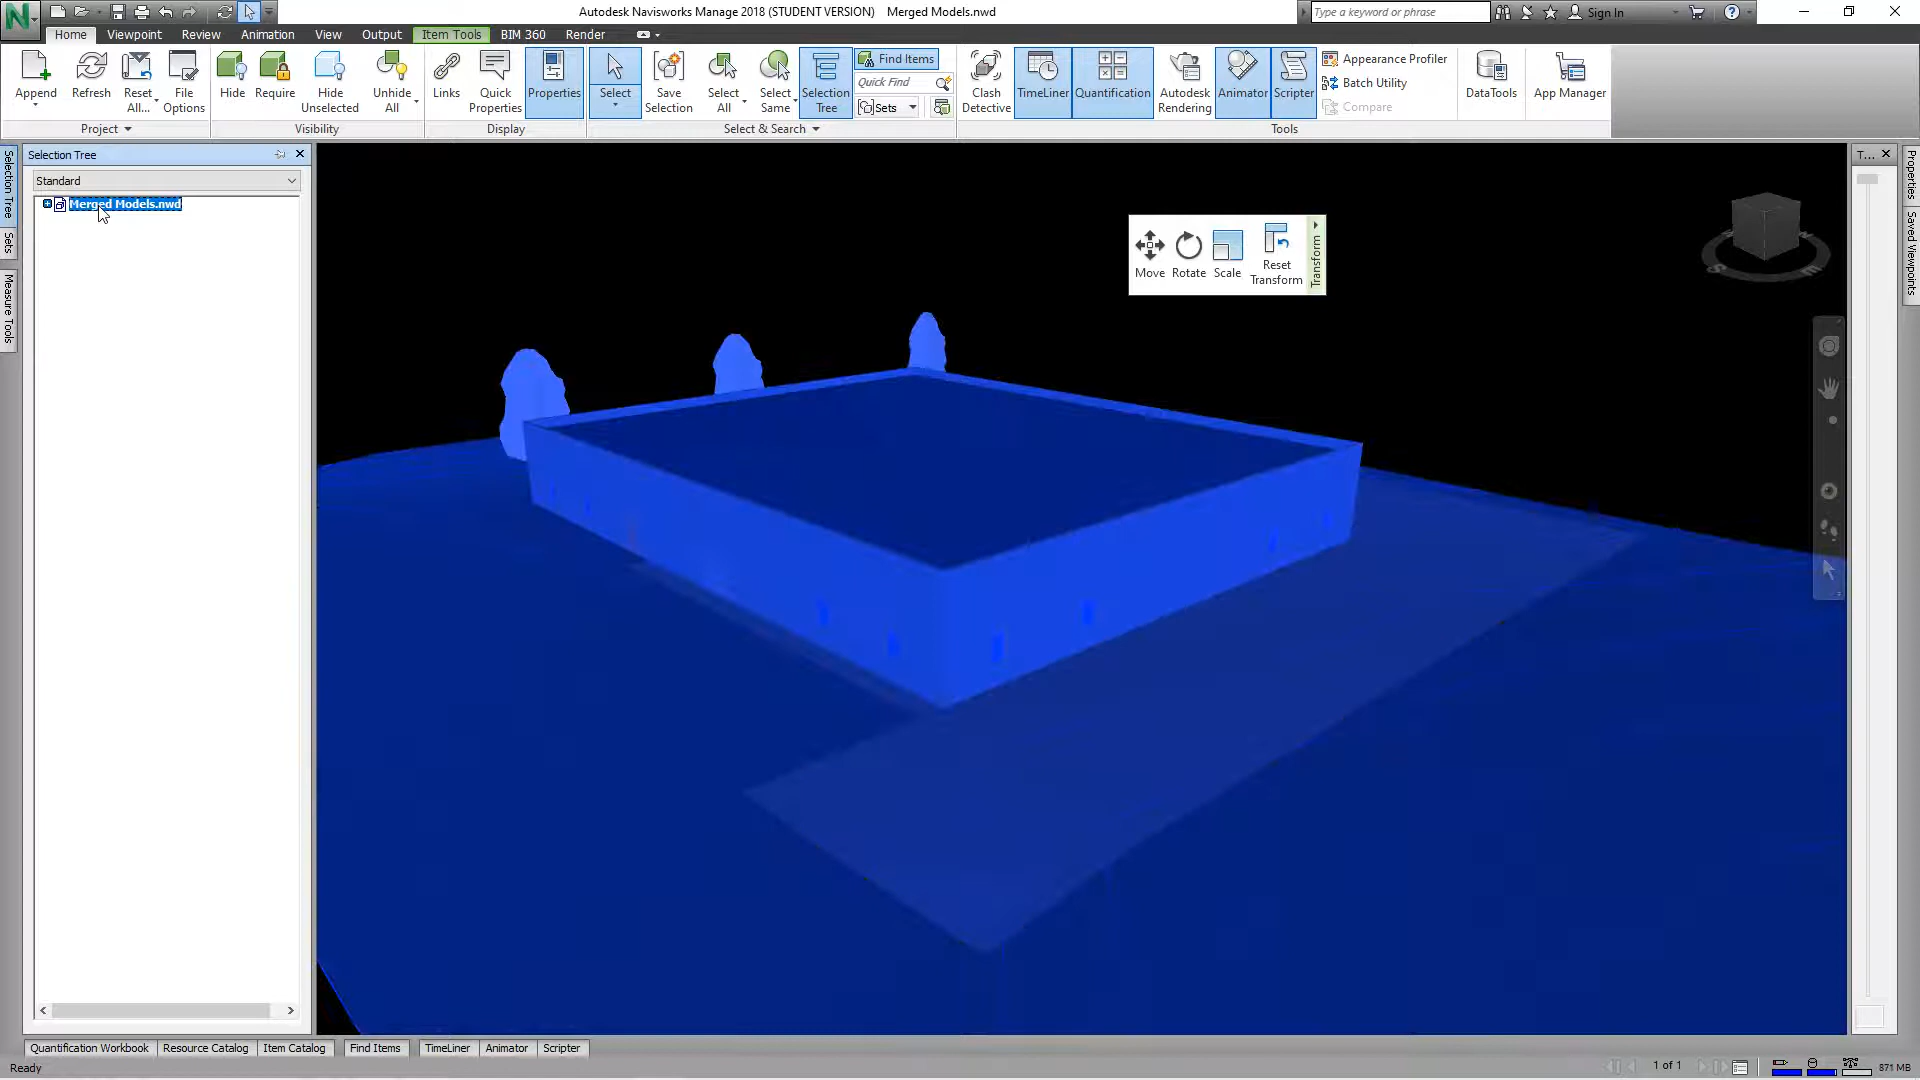 Autodesk Navisworks Manage 2018 (STUDENT VERSION) Merged Models.nwd
Type a keyword or phrase
Sign In
Home Viewpoint Review Animation View Output Item Tools BIM 360 Render
Append
Refresh
Reset All...
File Options
Project
Hide
Require
Hide Unselected
Unhide All
Visibility
Links
Quick Properties
Properties
Display
Select
Save Selection
Select All
Select Same
Selection Tree
Find Items
Quick Find
Sets
Select & Search
Clash Detective
TimeLiner
Quantification
Autodesk Rendering
Animator
Scripter
Appearance Profiler
Batch Utility
Compare
DataTools
App Manager
Tools
Selection Tree
Sets
Measure Tools
Selection Tree
Standard
Merged Models.nwd
Move
Rotate
Scale
Reset Transform
Transform
T...
Properties
Saved Viewpoints
Quantification Workbook Resource Catalog Item Catalog Find Items TimeLiner Animator Scripter
Ready
1 of 1
871 MB